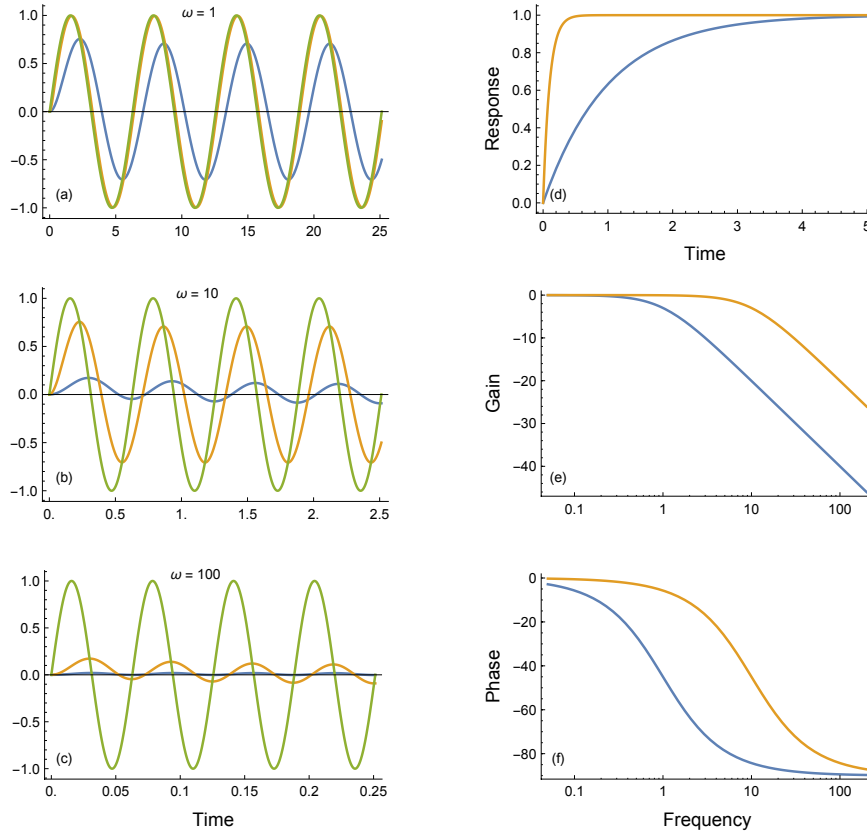 ω = 1
1.0
0.5
0.0
−0.5
(a)
−1.0
0 5 10 15 20 25
ω = 10
1.0
0.5
0.0
−0.5
(b)
−1.0
0. 0.5 1. 1.5 2. 2.5
ω = 100
1.0
0.5
0.0
−0.5
(c)
−1.0
0. 0.05 0.1 0.15 0.2 0.25
Time
1.0
0.8
0.6
0.4
0.2
0.0
Response
(d)
0 1 2 3 4 5
Time
0
−10
−20
−30
−40
Gain
(e)
0.1 1 10 100
0
−20
−40
−60
−80
Phase
(f)
0.1 1 10 100
Frequency